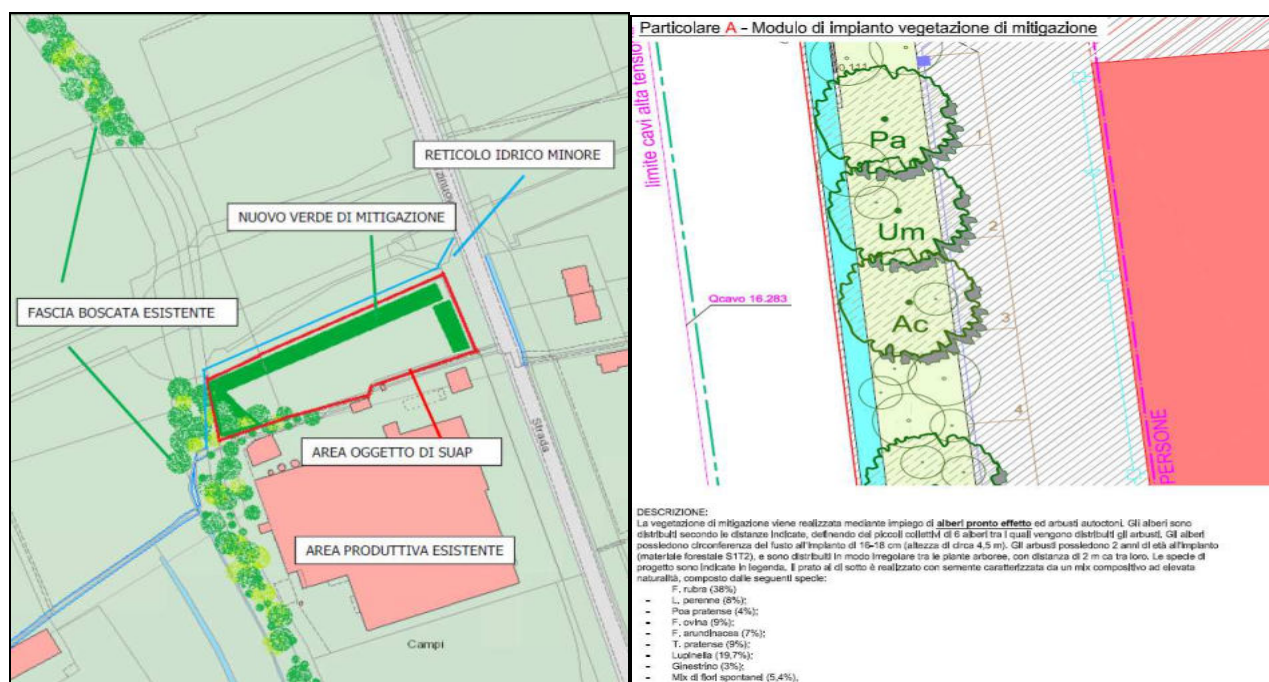 RETICOLO IDRICO MINORE
NUOVO VERDE DI MITIGAZIONE
FASCIA BOSCATA ESISTENTE
AREA OGGETTO DI SUAP
Strada
AREA PRODUTTIVA ESISTENTE
Campi
Particolare A - Modulo di impianto vegetazione di mitigazione
limite cavi alta tensio
0.111
Pa
1
Um
2
Qcavo 16.283
Ac
3
4
PERSONE
DESCRIZIONE:
La vegetazione di mitigazione viene realizzata mediante impiego di alberi pronto effetto ed arbusti autoctoni. Gli alberi sono
distribuiti secondo le distanze indicate, definendo dei piccoli collettivi di 6 alberi tra i quali vengono distribuiti gli arbusti. Gli alberi
possiedono circonferenza del fusto all'impianto di 16-18 cm (altezza di circa 4,5 m). Gli arbusti possiedono 2 anni di età all'impianto
(materiale forestale S1T2), e sono distribuiti in modo irregolare tra le piante arboree, con distanza di 2 m ca tra loro. Le specie di
progetto sono indicate in legenda. Il prato al di sotto è realizzato con semente caratterizzata da un mix compositivo ad elevata
naturalità, composto dalle seguenti specie:
F. rubra (38%)
- L. perenne (8%);
- Poa pratense (4%);
- F. ovina (9%);
- F. arundinacea (7%);
- T. pratense (9%);
- Lupinella (19,7%);
- Ginestrino (3%);
- Mix di fiori spontanei (5,4%),